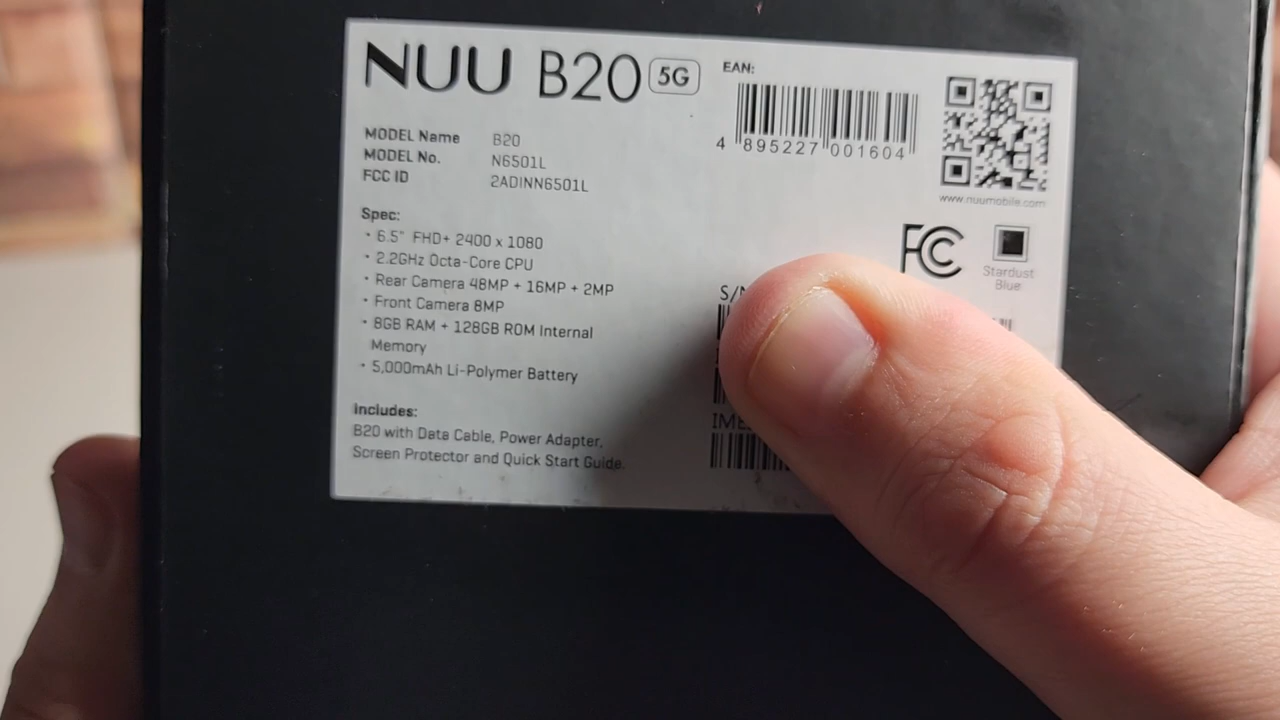 NUU B20 5G
MODEL Name B20
MODEL No. N6501L
FCC ID 2ADINN6501L
Spec:
• 6.5" FHD+ 2400 x 1080
• 2.2GHz Octa-Core CPU
• Rear Camera 48MP + 16MP + 2MP
• Front Camera 8MP
• 8GB RAM + 128GB ROM Internal
Memory
• 5,000mAh Li-Polymer Battery
Includes:
B20 with Data Cable, Power Adapter,
Screen Protector and Quick Start Guide.
EAN:
4 895227 001604
www.nuumobile.com
FC
Stardust
Blue
S/N